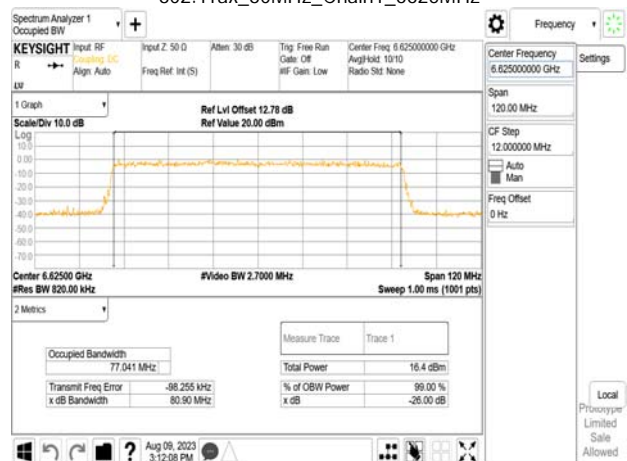 Spectrum Analyzer 1
Occupied BW
Frequency
KEYSIGHT Input: RF Input Z: 50 Ω Atten: 30 dB Trig: Free Run Center Freq: 6.625000000 GHz
R Coupling: DC Gate: Off Avg|Hold: 10/10
Align: Auto Freq Ref: Int (S) #IF Gain: Low Radio Std: None
Center Frequency
6.625000000 GHz
Settings
Span
120.00 MHz
CF Step
12.000000 MHz
Auto
Man
Freq Offset
0 Hz
1 Graph
Ref Lvl Offset 12.78 dB
Scale/Div 10.0 dB Ref Value 20.00 dBm
Log
10.0
0.00
-10.0
-20.0
-30.0
-40.0
-50.0
-60.0
-70.0
Center 6.62500 GHz #Video BW 2.7000 MHz Span 120 MHz
#Res BW 820.00 kHz Sweep 1.00 ms (1001 pts)
2 Metrics
Measure Trace Trace 1
Occupied Bandwidth
77.041 MHz
Total Power 16.4 dBm
Transmit Freq Error -98.255 kHz % of OBW Power 99.00 %
x dB Bandwidth 80.90 MHz x dB -26.00 dB
Local
Prototype
Limited
Sale
Allowed
Aug 09, 2023
3:12:08 PM